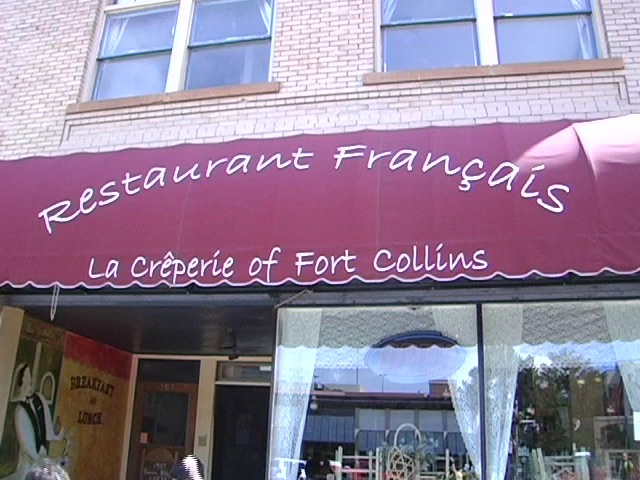 Restaurant Français
La Crêperie of Fort Collins
BREAKFAST
LUNCH